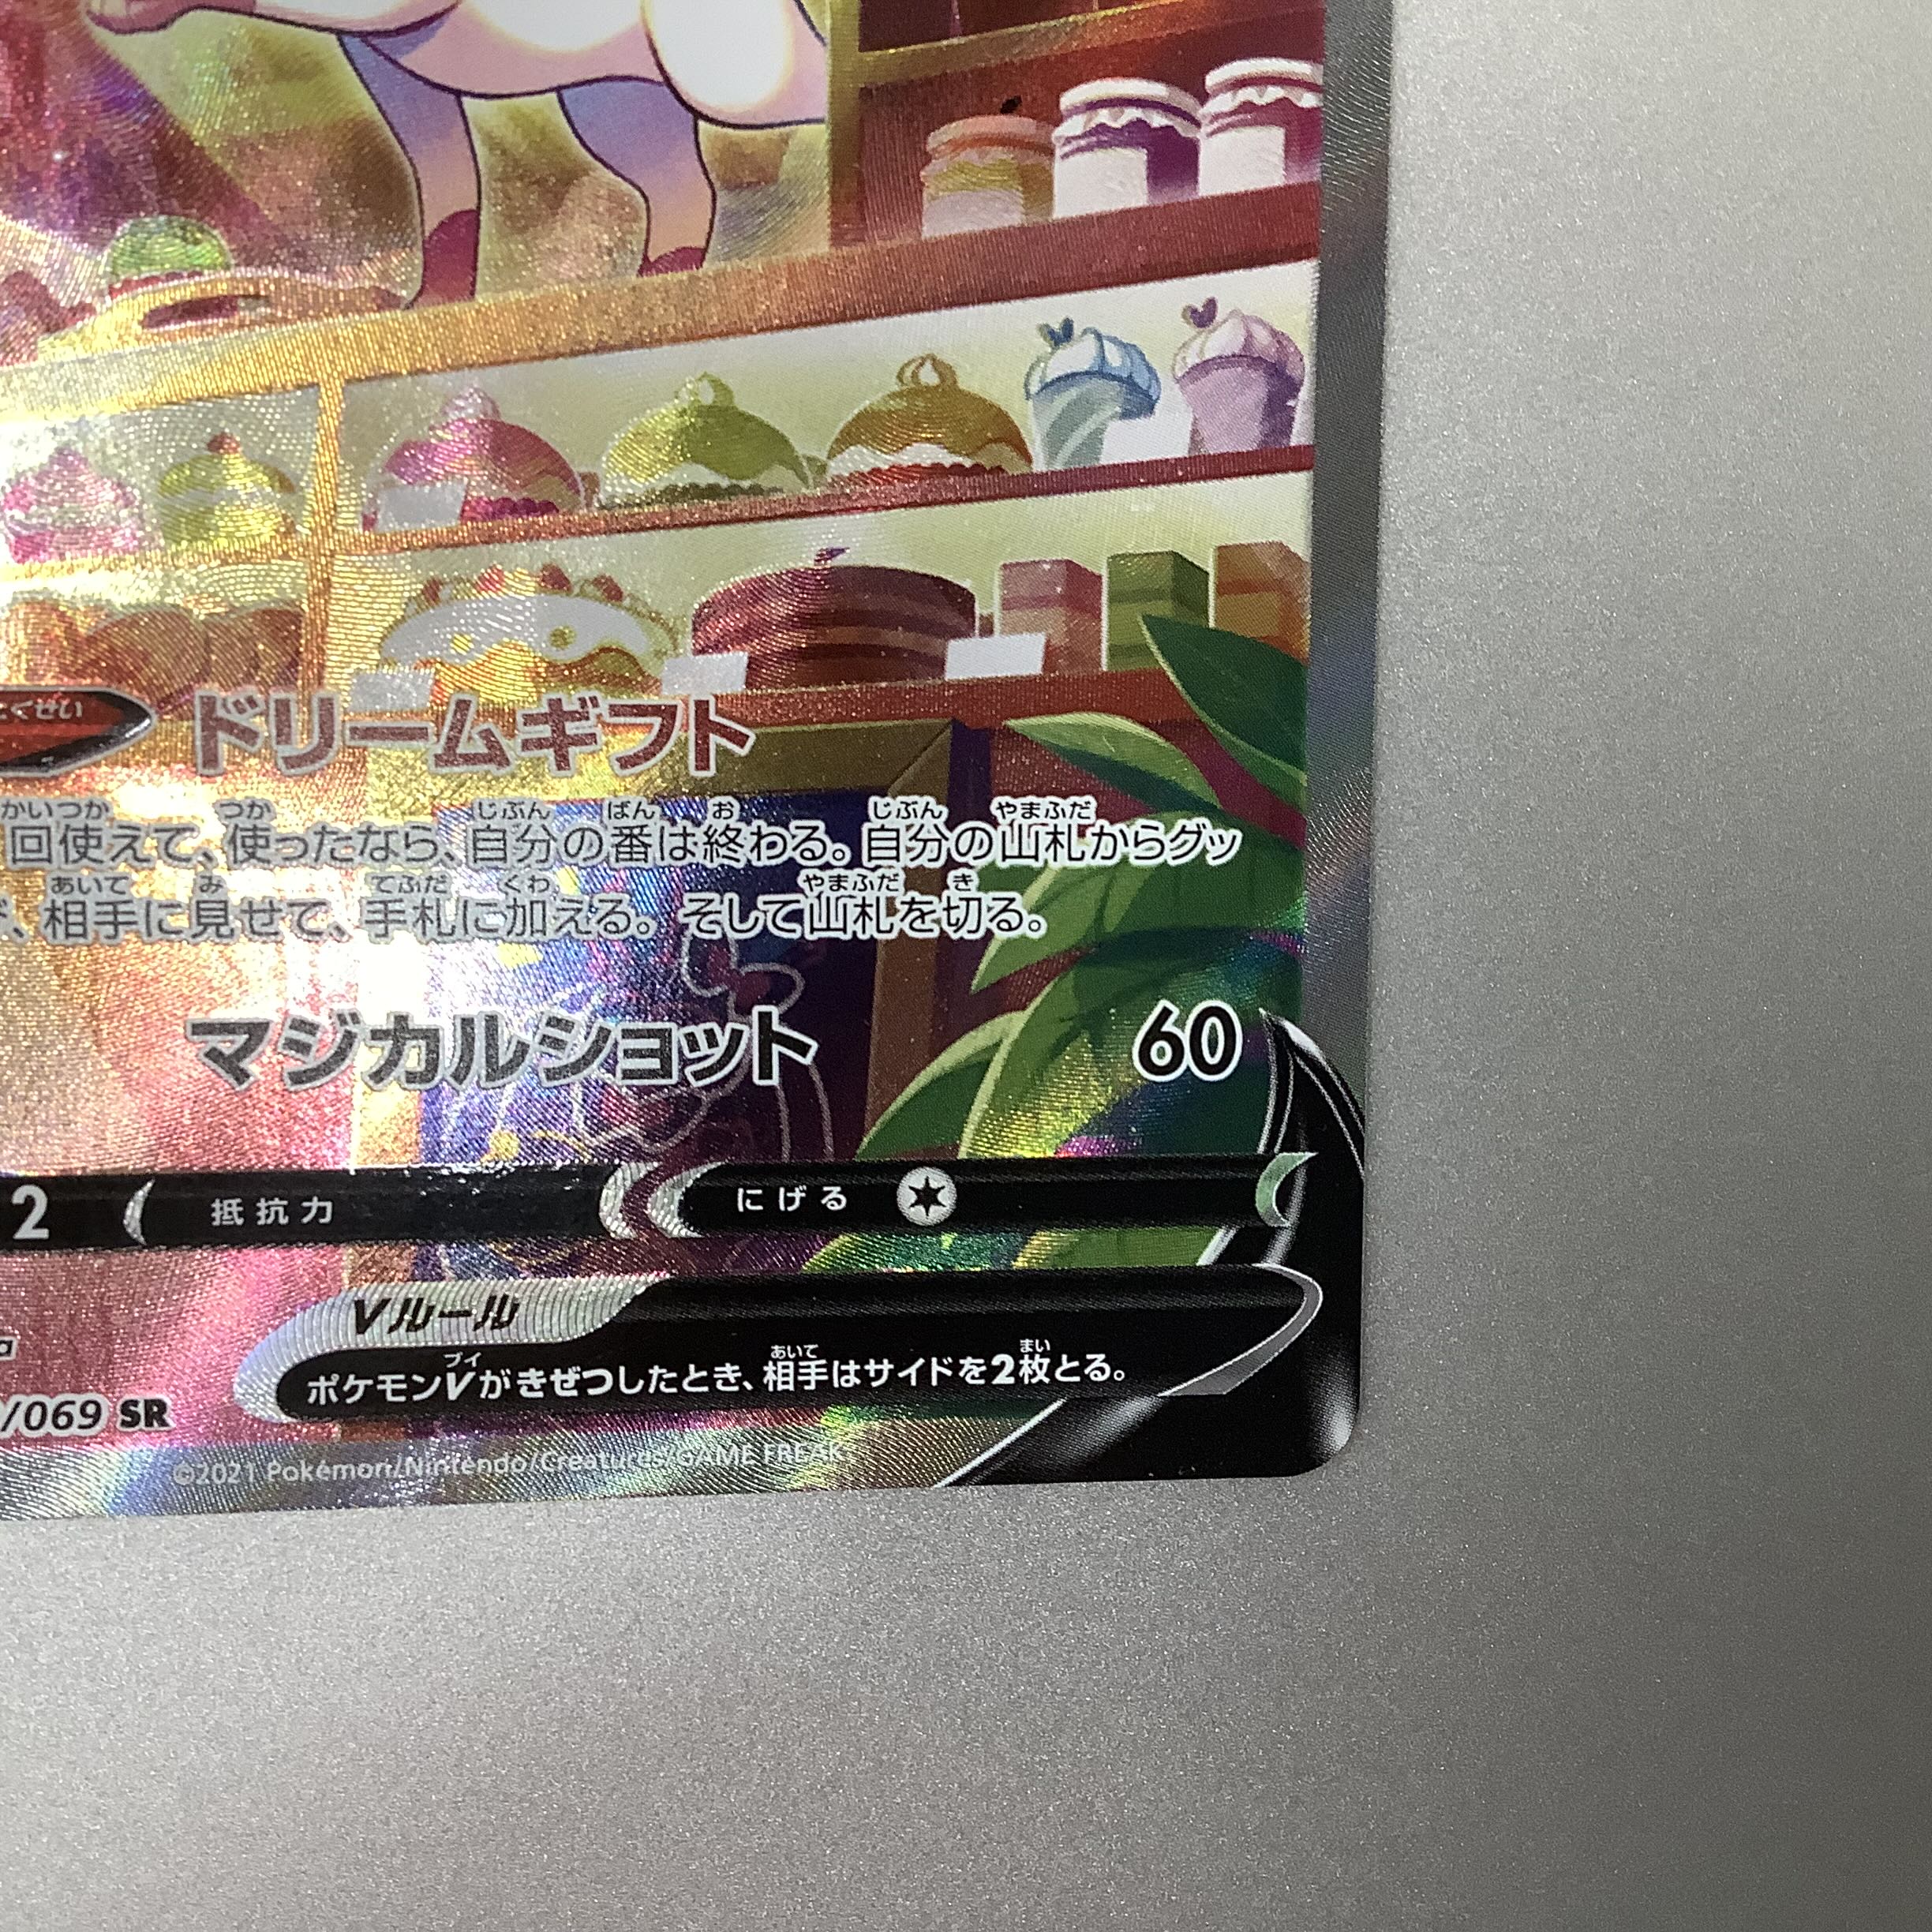 とくせい ドリームギフト
回使えて、使ったなら、自分の番は終わる。自分の山札からグッ
、相手に見せて、手札に加える。そして山札を切る。
マジカルショット 60
2 抵抗力 にげる
Vルール
ポケモンVがきぜつしたとき、相手はサイドを2枚とる。
/069 SR
©2021 Pokémon/Nintendo/Creatures/GAME FREAK